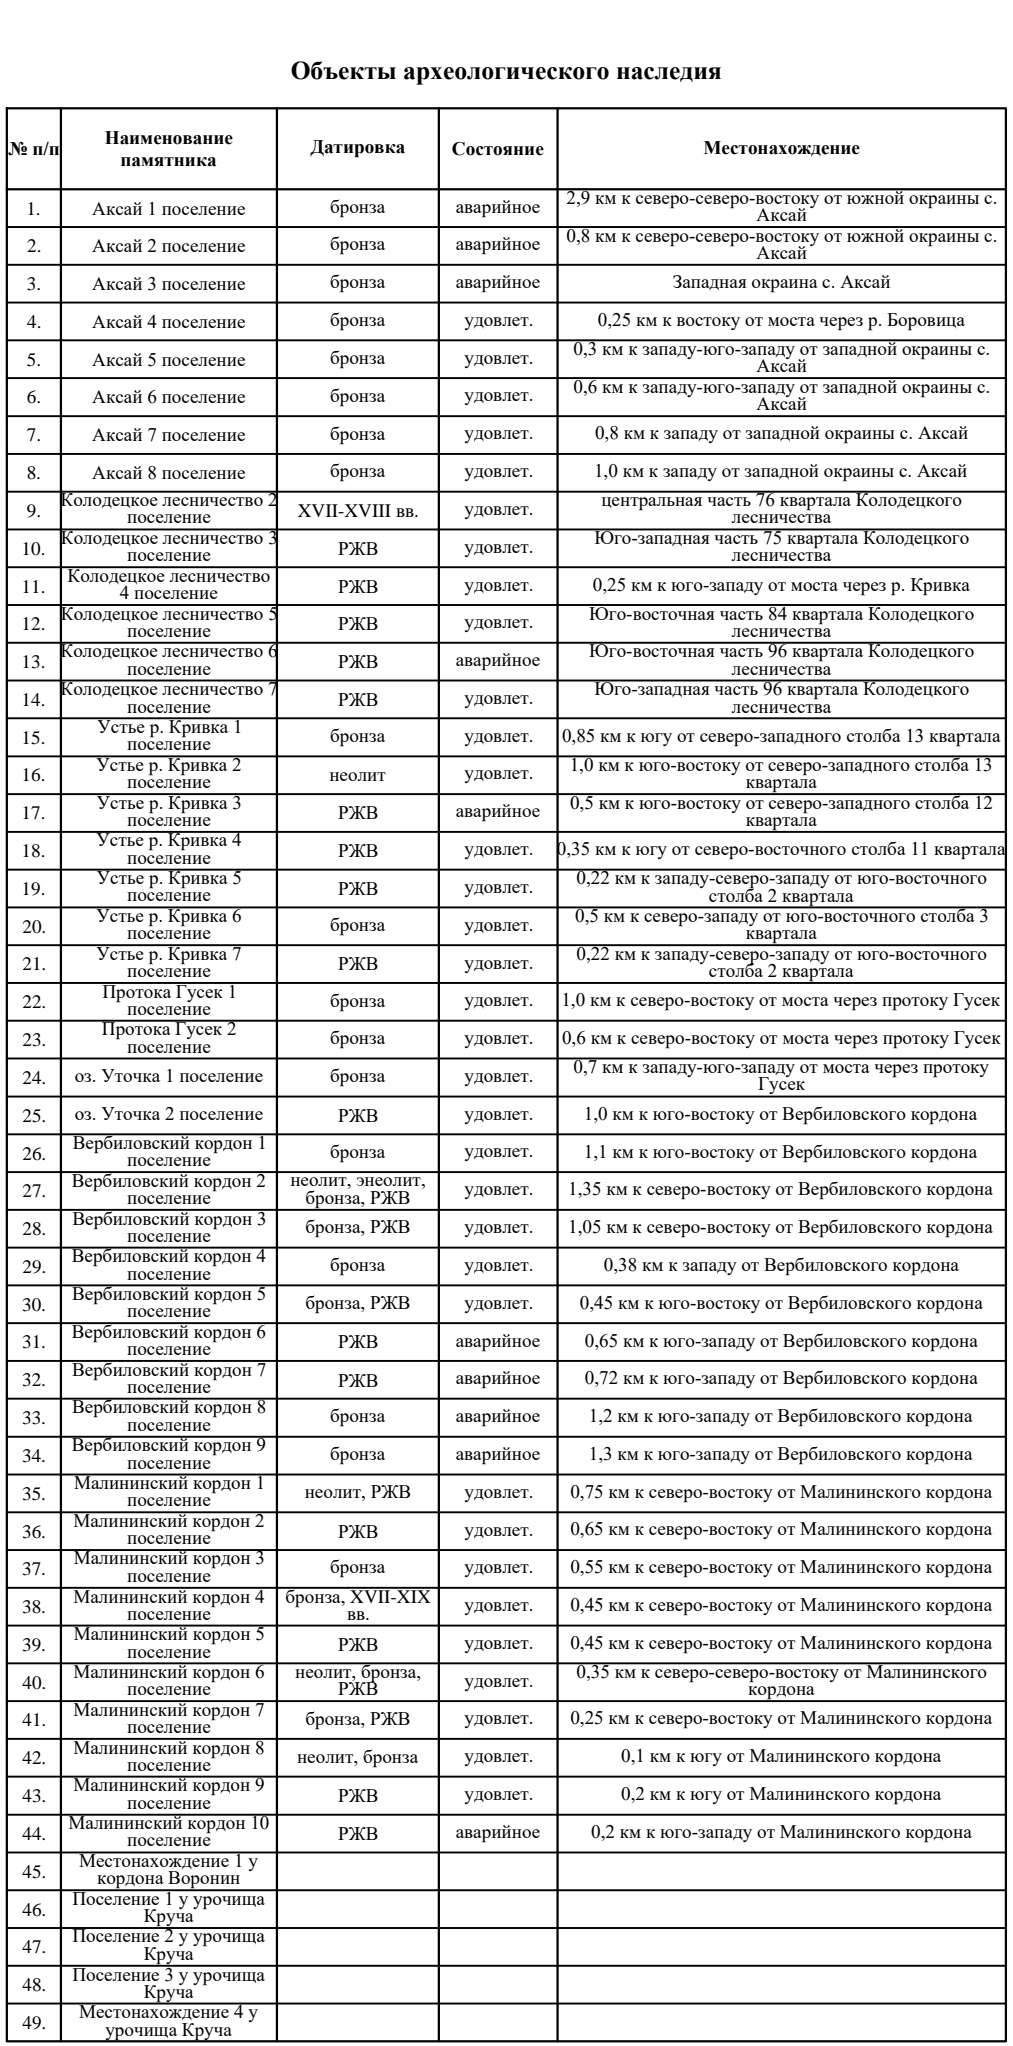 Объекты археологического наследия
№ п/п
Наименование
памятника
Датировка
Состояние
Местонахождение
1.
Аксай 1 поселение
бронза
аварийное
2,9 км к северо-северо-востоку от южной окраины с.
Аксай
2.
Аксай 2 поселение
бронза
аварийное
0,8 км к северо-северо-востоку от южной окраины с.
Аксай
3.
Аксай 3 поселение
бронза
аварийное
Западная окраина с. Аксай
4.
Аксай 4 поселение
бронза
удовлет.
0,25 км к востоку от моста через р. Боровица
5.
Аксай 5 поселение
бронза
удовлет.
0,3 км к западу-юго-западу от западной окраины с.
Аксай
6.
Аксай 6 поселение
бронза
удовлет.
0,6 км к западу-юго-западу от западной окраины с.
Аксай
7.
Аксай 7 поселение
бронза
удовлет.
0,8 км к западу от западной окраины с. Аксай
8.
Аксай 8 поселение
бронза
удовлет.
1,0 км к западу от западной окраины с. Аксай
9.
Колодецкое лесничество 2
поселение
XVII-XVIII вв.
удовлет.
центральная часть 76 квартала Колодецкого
лесничества
10.
Колодецкое лесничество 3
поселение
РЖВ
удовлет.
Юго-западная часть 75 квартала Колодецкого
лесничества
11.
Колодецкое лесничество
4 поселение
РЖВ
удовлет.
0,25 км к юго-западу от моста через р. Кривка
12.
Колодецкое лесничество 5
поселение
РЖВ
удовлет.
Юго-восточная часть 84 квартала Колодецкого
лесничества
13.
Колодецкое лесничество 6
поселение
РЖВ
аварийное
Юго-восточная часть 96 квартала Колодецкого
лесничества
14.
Колодецкое лесничество 7
поселение
РЖВ
удовлет.
Юго-западная часть 96 квартала Колодецкого
лесничества
15.
Устье р. Кривка 1
поселение
бронза
удовлет.
0,85 км к югу от северо-западного столба 13 квартала
16.
Устье р. Кривка 2
поселение
неолит
удовлет.
1,0 км к юго-востоку от северо-западного столба 13
квартала
17.
Устье р. Кривка 3
поселение
РЖВ
аварийное
0,5 км к юго-востоку от северо-западного столба 12
квартала
18.
Устье р. Кривка 4
поселение
РЖВ
удовлет.
0,35 км к югу от северо-восточного столба 11 квартала
19.
Устье р. Кривка 5
поселение
РЖВ
удовлет.
0,22 км к западу-северо-западу от юго-восточного
столба 2 квартала
20.
Устье р. Кривка 6
поселение
бронза
удовлет.
0,5 км к северо-западу от юго-восточного столба 3
квартала
21.
Устье р. Кривка 7
поселение
РЖВ
удовлет.
0,22 км к западу-северо-западу от юго-восточного
столба 2 квартала
22.
Протока Гусек 1
поселение
бронза
удовлет.
1,0 км к северо-востоку от моста через протоку Гусек
23.
Протока Гусек 2
поселение
бронза
удовлет.
0,6 км к северо-востоку от моста через протоку Гусек
24.
оз. Уточка 1 поселение
бронза
удовлет.
0,7 км к западу-юго-западу от моста через протоку
Гусек
25.
оз. Уточка 2 поселение
РЖВ
удовлет.
1,0 км к юго-востоку от Вербиловского кордона
26.
Вербиловский кордон 1
поселение
бронза
удовлет.
1,1 км к юго-востоку от Вербиловского кордона
27.
Вербиловский кордон 2
поселение
неолит, энеолит,
бронза, РЖВ
удовлет.
1,35 км к северо-востоку от Вербиловского кордона
28.
Вербиловский кордон 3
поселение
бронза, РЖВ
удовлет.
1,05 км к северо-востоку от Вербиловского кордона
29.
Вербиловский кордон 4
поселение
бронза
удовлет.
0,38 км к западу от Вербиловского кордона
30.
Вербиловский кордон 5
поселение
бронза, РЖВ
удовлет.
0,45 км к юго-востоку от Вербиловского кордона
31.
Вербиловский кордон 6
поселение
РЖВ
аварийное
0,65 км к юго-западу от Вербиловского кордона
32.
Вербиловский кордон 7
поселение
РЖВ
аварийное
0,72 км к юго-западу от Вербиловского кордона
33.
Вербиловский кордон 8
поселение
бронза
аварийное
1,2 км к юго-западу от Вербиловского кордона
34.
Вербиловский кордон 9
поселение
бронза
аварийное
1,3 км к юго-западу от Вербиловского кордона
35.
Малининский кордон 1
поселение
неолит, РЖВ
удовлет.
0,75 км к северо-востоку от Малининского кордона
36.
Малининский кордон 2
поселение
РЖВ
удовлет.
0,65 км к северо-востоку от Малининского кордона
37.
Малининский кордон 3
поселение
бронза
удовлет.
0,55 км к северо-востоку от Малининского кордона
38.
Малининский кордон 4
поселение
бронза, XVII-XIX
вв.
удовлет.
0,45 км к северо-востоку от Малининского кордона
39.
Малининский кордон 5
поселение
РЖВ
удовлет.
0,45 км к северо-востоку от Малининского кордона
40.
Малининский кордон 6
поселение
неолит, бронза,
РЖВ
удовлет.
0,35 км к северо-северо-востоку от Малининского
кордона
41.
Малининский кордон 7
поселение
бронза, РЖВ
удовлет.
0,25 км к северо-востоку от Малининского кордона
42.
Малининский кордон 8
поселение
неолит, бронза
удовлет.
0,1 км к югу от Малининского кордона
43.
Малининский кордон 9
поселение
РЖВ
удовлет.
0,2 км к югу от Малининского кордона
44.
Малининский кордон 10
поселение
РЖВ
аварийное
0,2 км к юго-западу от Малининского кордона
45.
Местонахождение 1 у
кордона Воронин
46.
Поселение 1 у урочища
Круча
47.
Поселение 2 у урочища
Круча
48.
Поселение 3 у урочища
Круча
49.
Местонахождение 4 у
урочища Круча